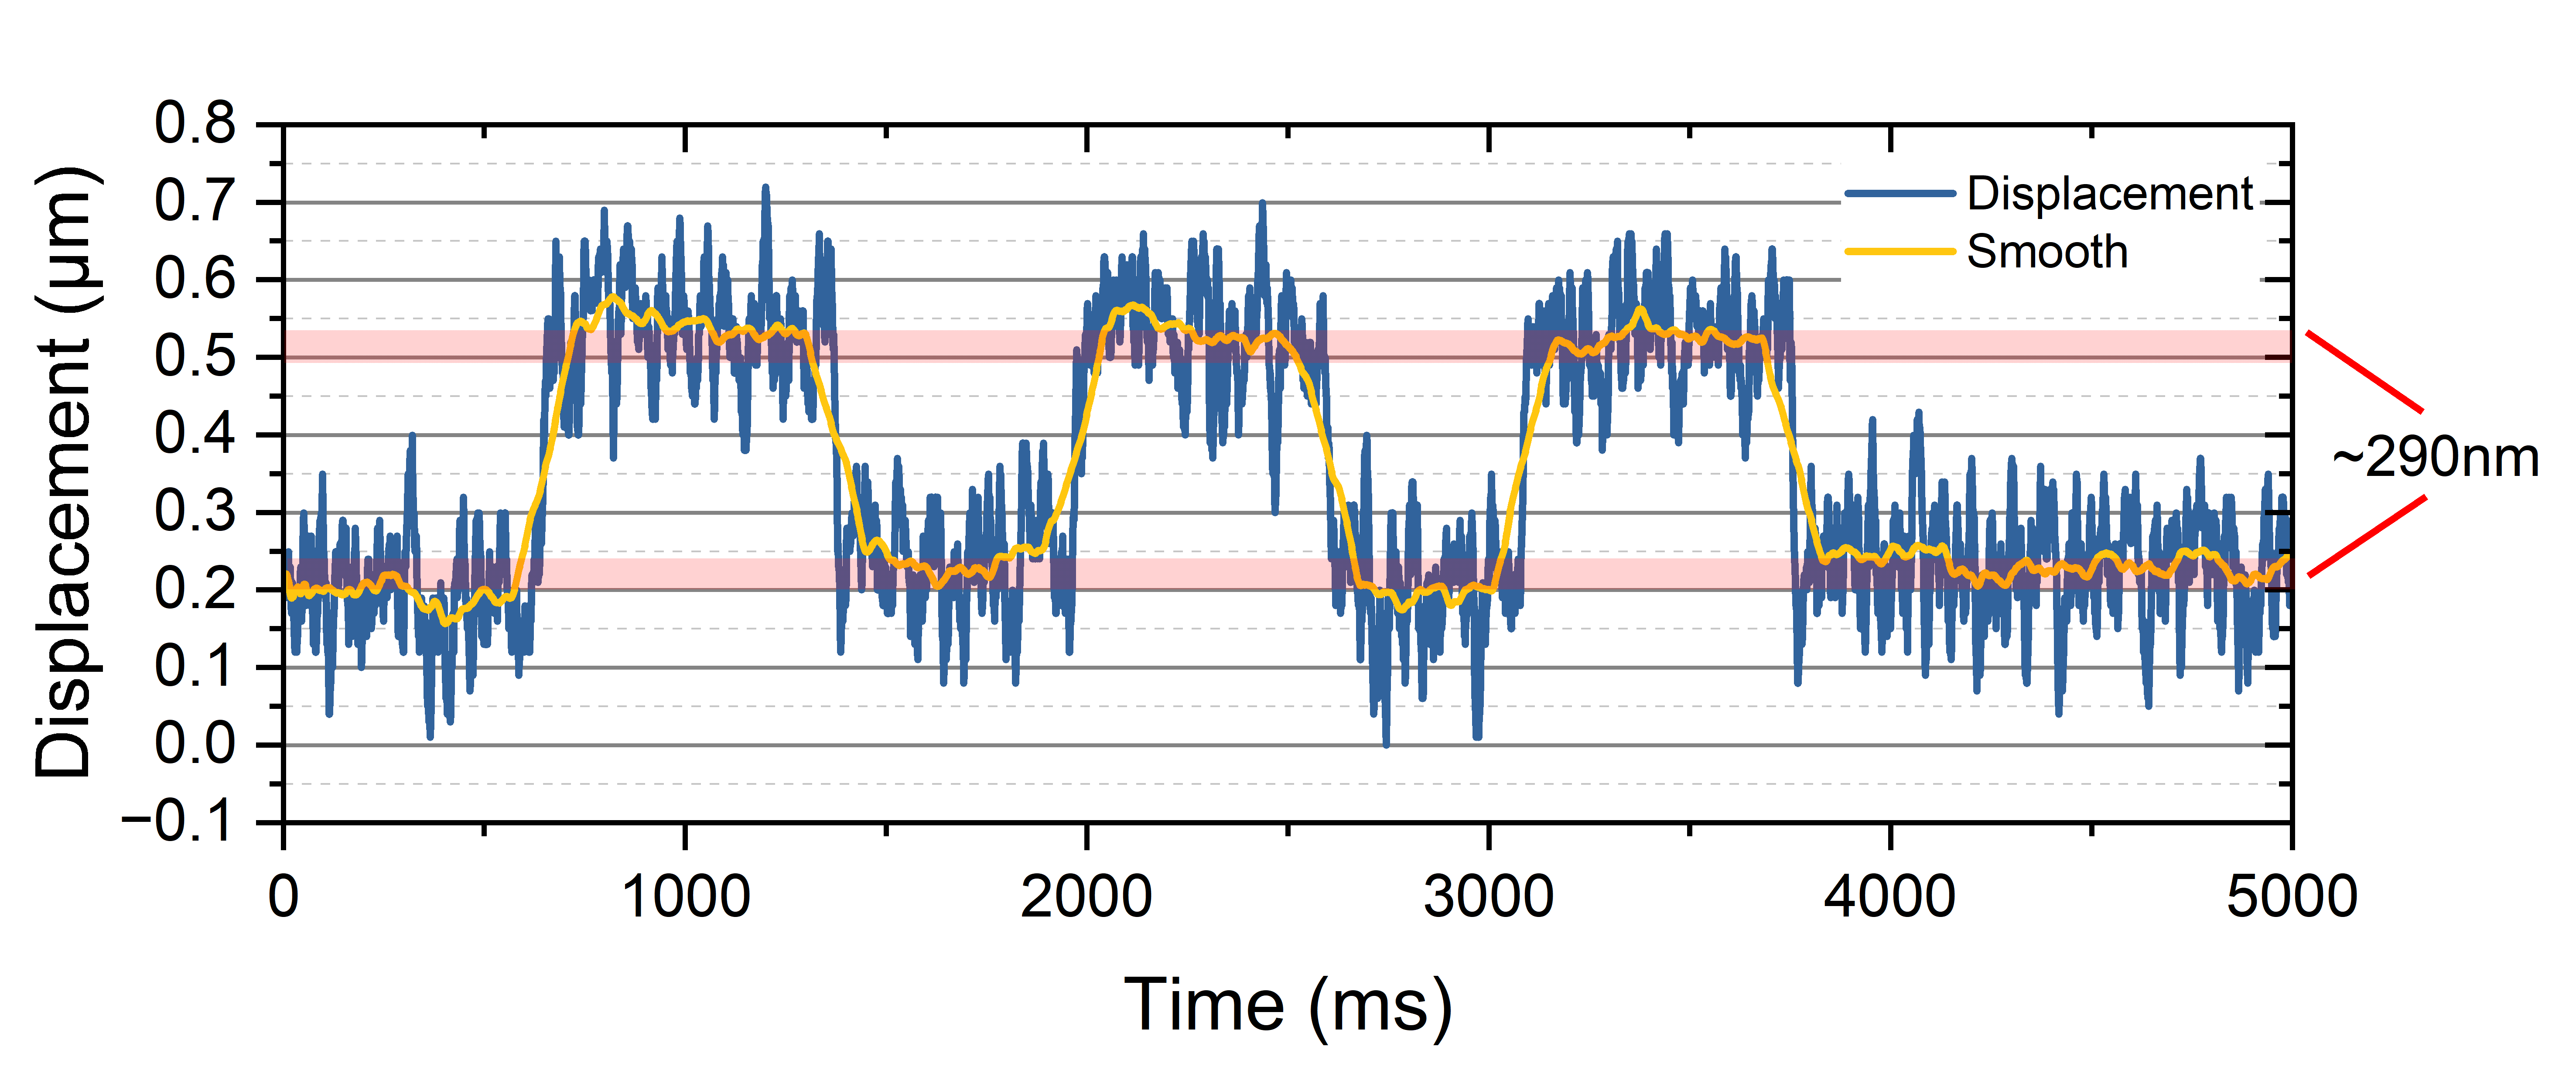 Displacement (μm)
0.8
0.7
0.6
0.5
0.4
0.3
0.2
0.1
0.0
−0.1
Displacement
Smooth
~290nm
0 1000 2000 3000 4000 5000
Time (ms)